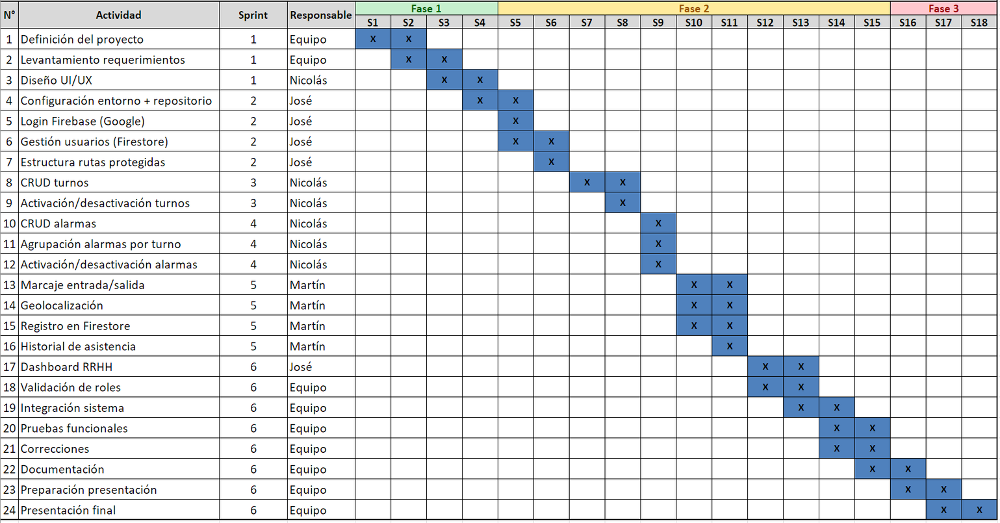 N° Actividad Sprint Responsable Fase 1 Fase 2 Fase 3
S1 S2 S3 S4 S5 S6 S7 S8 S9 S10 S11 S12 S13 S14 S15 S16 S17 S18
1 Definición del proyecto 1 Equipo X X
2 Levantamiento requerimientos 1 Equipo X X
3 Diseño UI/UX 1 Nicolás X X
4 Configuración entorno + repositorio 2 José X X
5 Login Firebase (Google) 2 José X
6 Gestión usuarios (Firestore) 2 José X X
7 Estructura rutas protegidas 2 José X
8 CRUD turnos 3 Nicolás X X
9 Activación/desactivación turnos 3 Nicolás X
10 CRUD alarmas 4 Nicolás X
11 Agrupación alarmas por turno 4 Nicolás X
12 Activación/desactivación alarmas 4 Nicolás X
13 Marcaje entrada/salida 5 Martín X X
14 Geolocalización 5 Martín X X
15 Registro en Firestore 5 Martín X X
16 Historial de asistencia 5 Martín X
17 Dashboard RRHH 6 José X X
18 Validación de roles 6 Equipo X X
19 Integración sistema 6 Equipo X X
20 Pruebas funcionales 6 Equipo X X
21 Correcciones 6 Equipo X X
22 Documentación 6 Equipo X X
23 Preparación presentación 6 Equipo X X
24 Presentación final 6 Equipo X X